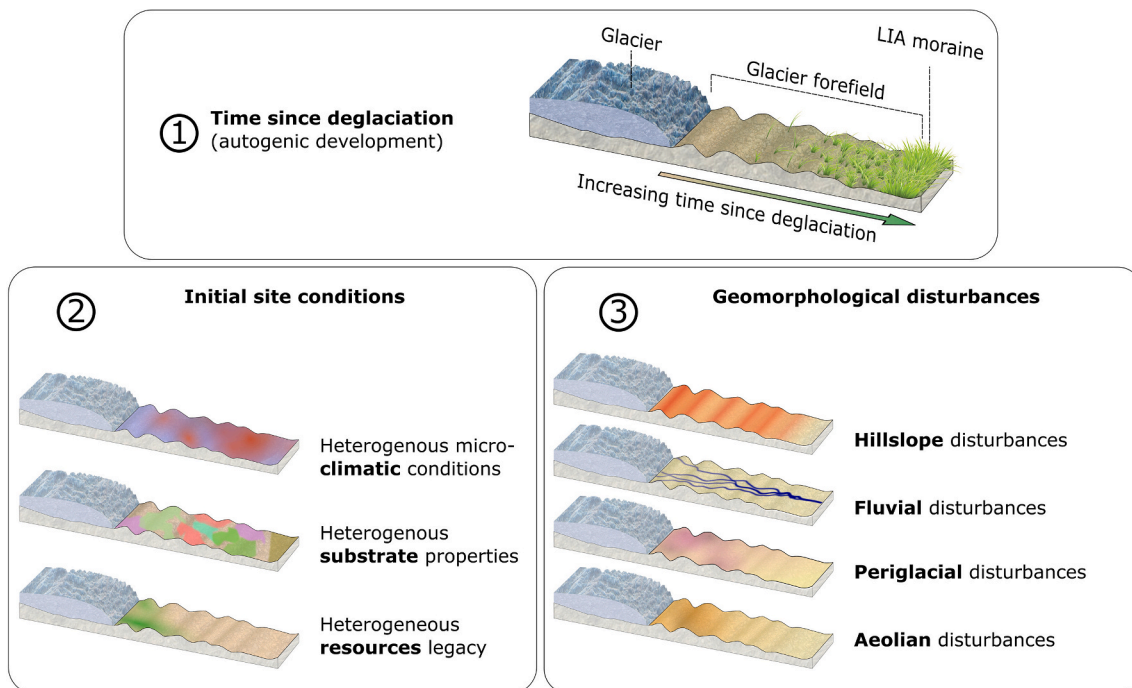 1
Time since deglaciation
(autogenic development)
Glacier
LIA moraine
Glacier forefield
Increasing time since deglaciation
2
Initial site conditions
Heterogenous micro-
climatic conditions
Heterogenous
substrate properties
Heterogeneous
resources legacy
3
Geomorphological disturbances
Hillslope disturbances
Fluvial disturbances
Periglacial disturbances
Aeolian disturbances